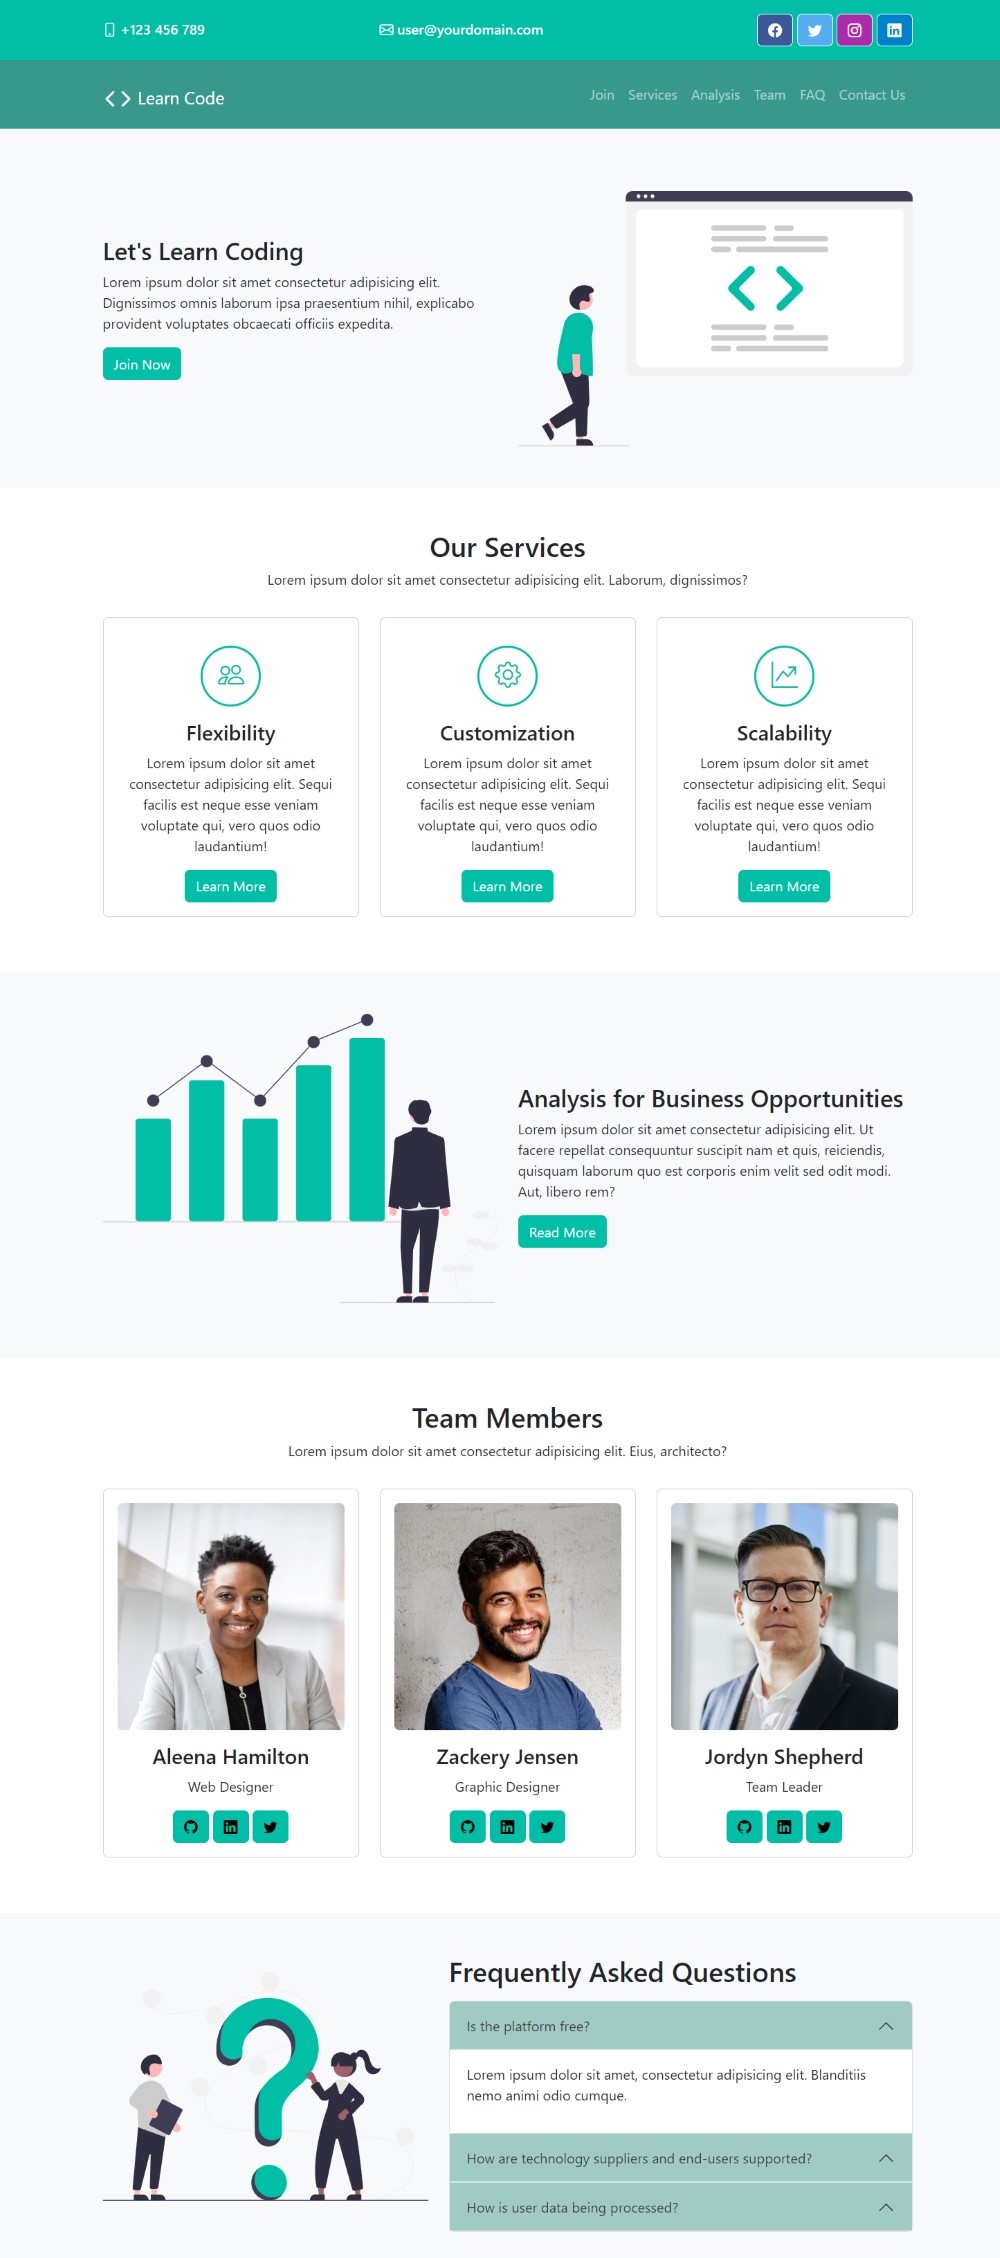 +123 456 789
user@yourdomain.com
Learn Code
Join Services Analysis Team FAQ Contact Us
Let's Learn Coding
Lorem ipsum dolor sit amet consectetur adipisicing elit.
Dignissimos omnis laborum ipsa praesentium nihil, explicabo
provident voluptates obcaecati officiis expedita.
Join Now
Our Services
Lorem ipsum dolor sit amet consectetur adipisicing elit. Laborum, dignissimos?
Flexibility
Lorem ipsum dolor sit amet
consectetur adipisicing elit. Sequi
facilis est neque esse veniam
voluptate qui, vero quos odio
laudantium!
Learn More
Customization
Lorem ipsum dolor sit amet
consectetur adipisicing elit. Sequi
facilis est neque esse veniam
voluptate qui, vero quos odio
laudantium!
Learn More
Scalability
Lorem ipsum dolor sit amet
consectetur adipisicing elit. Sequi
facilis est neque esse veniam
voluptate qui, vero quos odio
laudantium!
Learn More
Analysis for Business Opportunities
Lorem ipsum dolor sit amet consectetur adipisicing elit. Ut
facere repellat consequuntur suscipit nam et quis, reiciendis,
quisquam laborum quo est corporis enim velit sed odit modi.
Aut, libero rem?
Read More
Team Members
Lorem ipsum dolor sit amet consectetur adipisicing elit. Eius, architecto?
Aleena Hamilton
Web Designer
Zackery Jensen
Graphic Designer
Jordyn Shepherd
Team Leader
Frequently Asked Questions
Is the platform free?
Lorem ipsum dolor sit amet, consectetur adipisicing elit. Blanditiis
nemo animi odio cumque.
How are technology suppliers and end-users supported?
How is user data being processed?